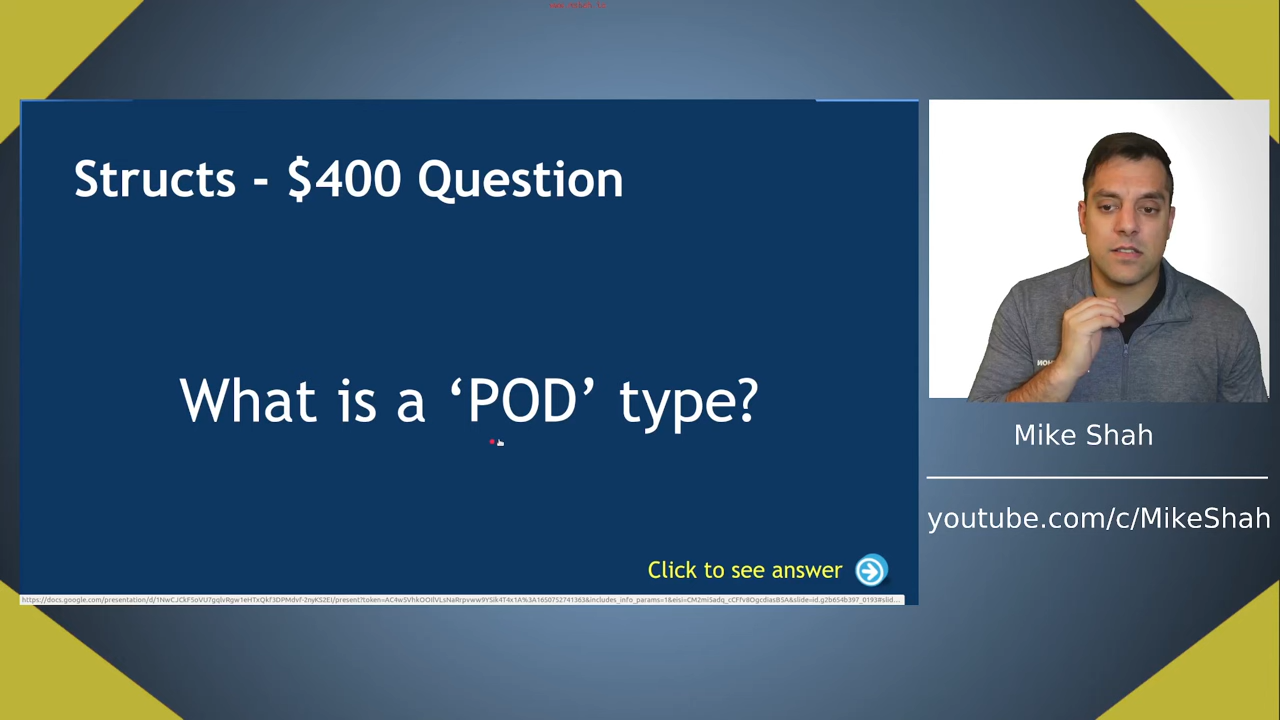 Structs - $400 Question
What is a ‘POD’ type?
Click to see answer
Mike Shah
youtube.com/c/MikeShah